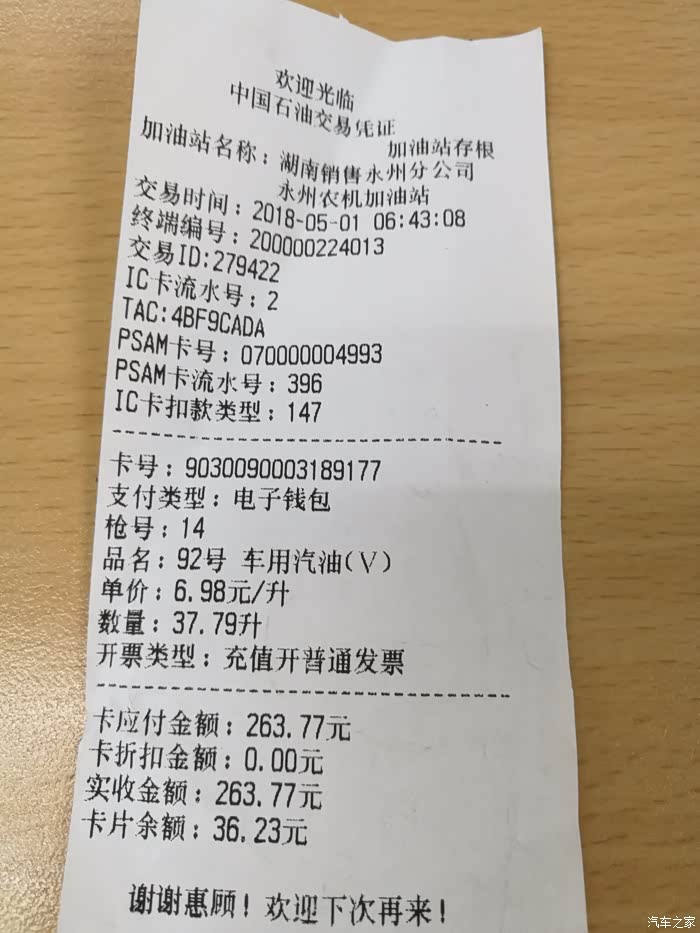 欢迎光临
中国石油交易凭证
加油站存根
加油站名称：湖南销售永州分公司
永州农机加油站
交易时间：2018-05-01 06:43:08
终端编号：200000224013
交易ID:279422
IC卡流水号：2
TAC:4BF9CADA
PSAM卡号：070000004993
PSAM卡流水号：396
IC卡扣款类型：147
卡号：9030090003189177
支付类型：电子钱包
枪号：14
品名：92号 车用汽油(Ⅴ)
单价：6.98元/升
数量：37.79升
开票类型：充值开普通发票
卡应付金额：263.77元
卡折扣金额：0.00元
实收金额：263.77元
卡片余额：36.23元
谢谢惠顾！欢迎下次再来！
汽车之家